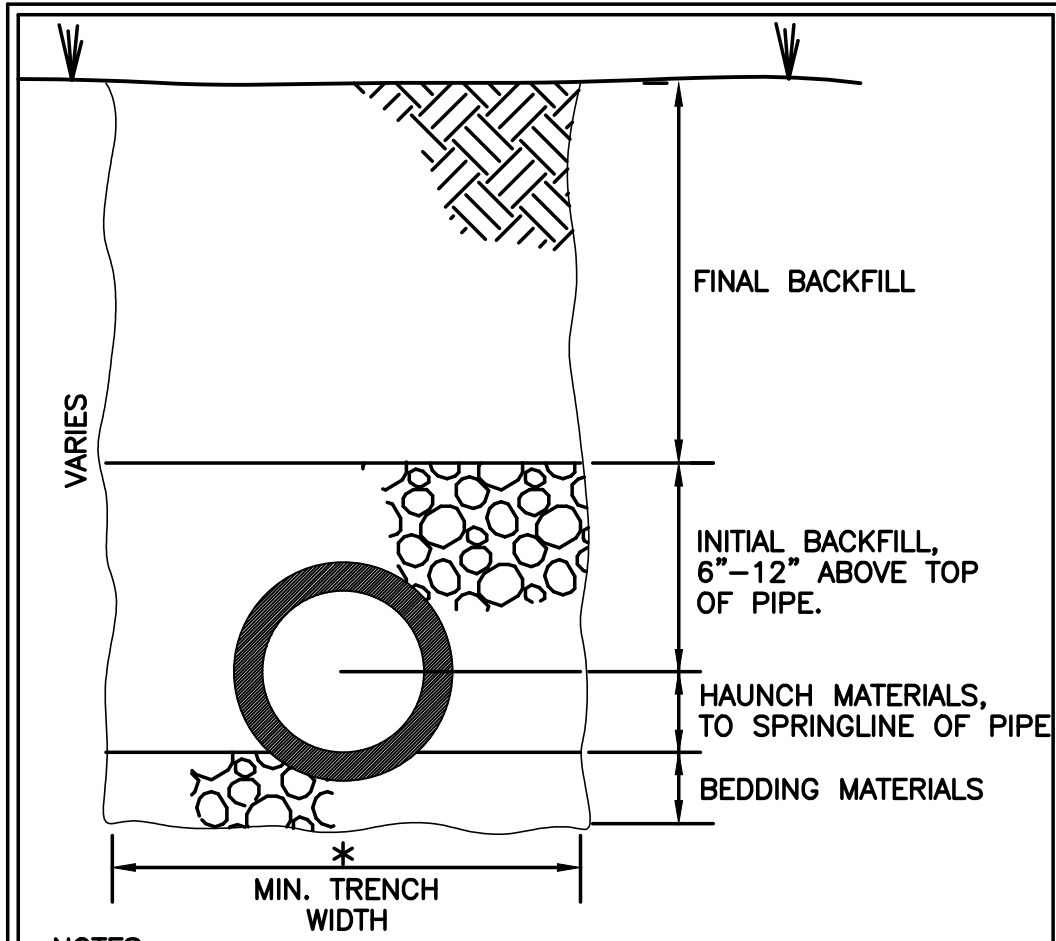 FINAL BACKFILL
VARIES
INITIAL BACKFILL,
6”–12” ABOVE TOP
OF PIPE.
HAUNCH MATERIALS,
TO SPRINGLINE OF PIPE
BEDDING MATERIALS
*
MIN. TRENCH
WIDTH
NOTES